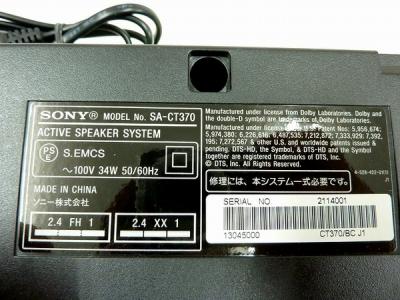 SONY® MODEL No. SA-CT370
ACTIVE SPEAKER SYSTEM
PS E
S.EMCS
～100V 34W 50/60Hz
MADE IN CHINA
ソニー株式会社
2.4 FH 1
2.4 XX 1
Manufactured under license from Dolby Laboratories. Dolby and
the double-D symbol are trademarks of Dolby Laboratories.
Manufactured under license under U.S. Patent Nos: 5,956,674;
5,974,380; 6,226,616; 6,487,535; 7,212,872; 7,333,929; 7,392,
195; 7,272,567 & other U.S. and worldwide patents issued &
pending. DTS-HD, the Symbol, & DTS-HD and the Symbol
together are registered trademarks of DTS, Inc.
© DTS, Inc. All Rights Reserved.
修理には、本システム一式必要です。
J1
SERIAL NO. 2114001
13045000 CT370/BC J1